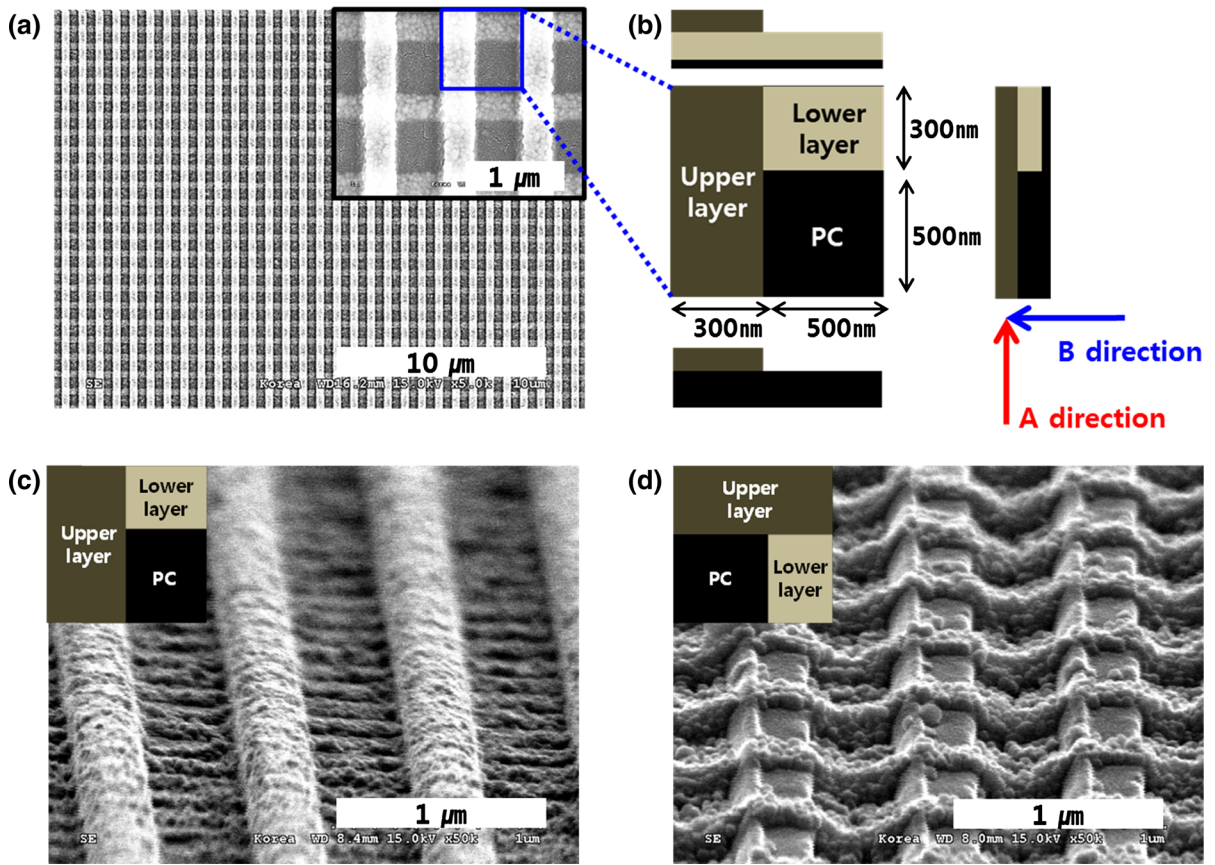 (a)
1 μm
10 μm
SE
Korea WD16.2mm 15.0kV x5.0k 10um
(b)
Lower
layer
Upper
layer
PC
300nm
500nm
300nm
500nm
B direction
A direction
(c)
Lower
layer
Upper
layer
PC
1 μm
SE
Korea WD 8.4mm 15.0kV x50k 1um
(d)
Upper
layer
PC
Lower
layer
1 μm
SE
Korea WD 8.0mm 15.0kV x50k 1um